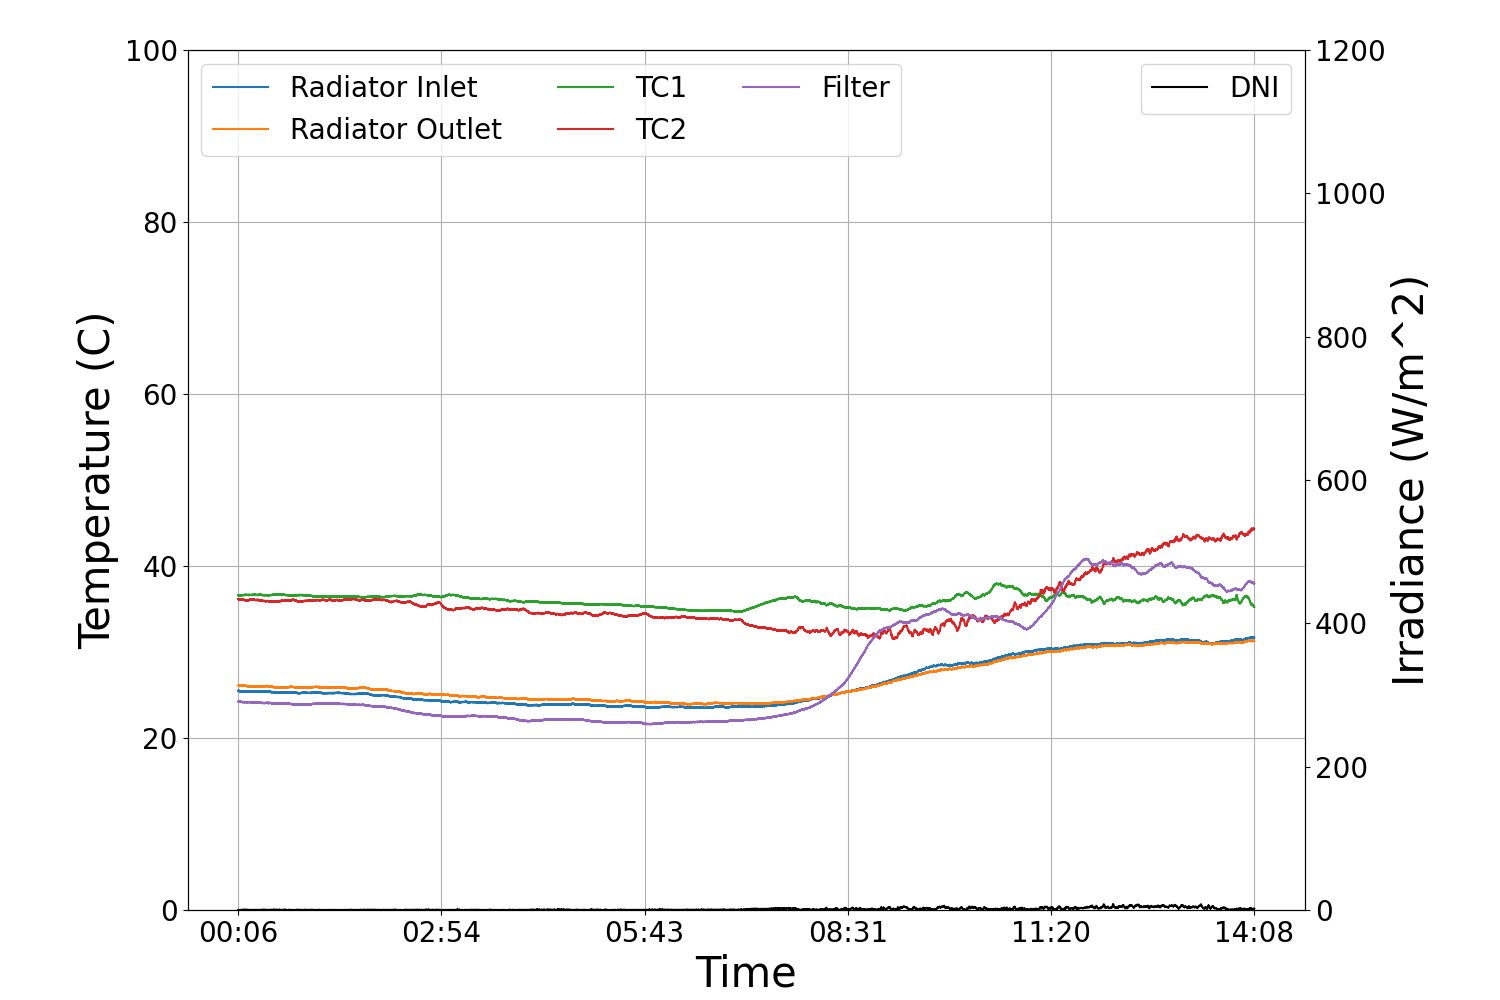 Radiator Inlet
Radiator Outlet
TC1
TC2
Filter
DNI
Temperature (C)
100
80
60
40
20
0
Irradiance (W/m^2)
1200
1000
800
600
400
200
0
00:06 02:54 05:43 08:31 11:20 14:08
Time